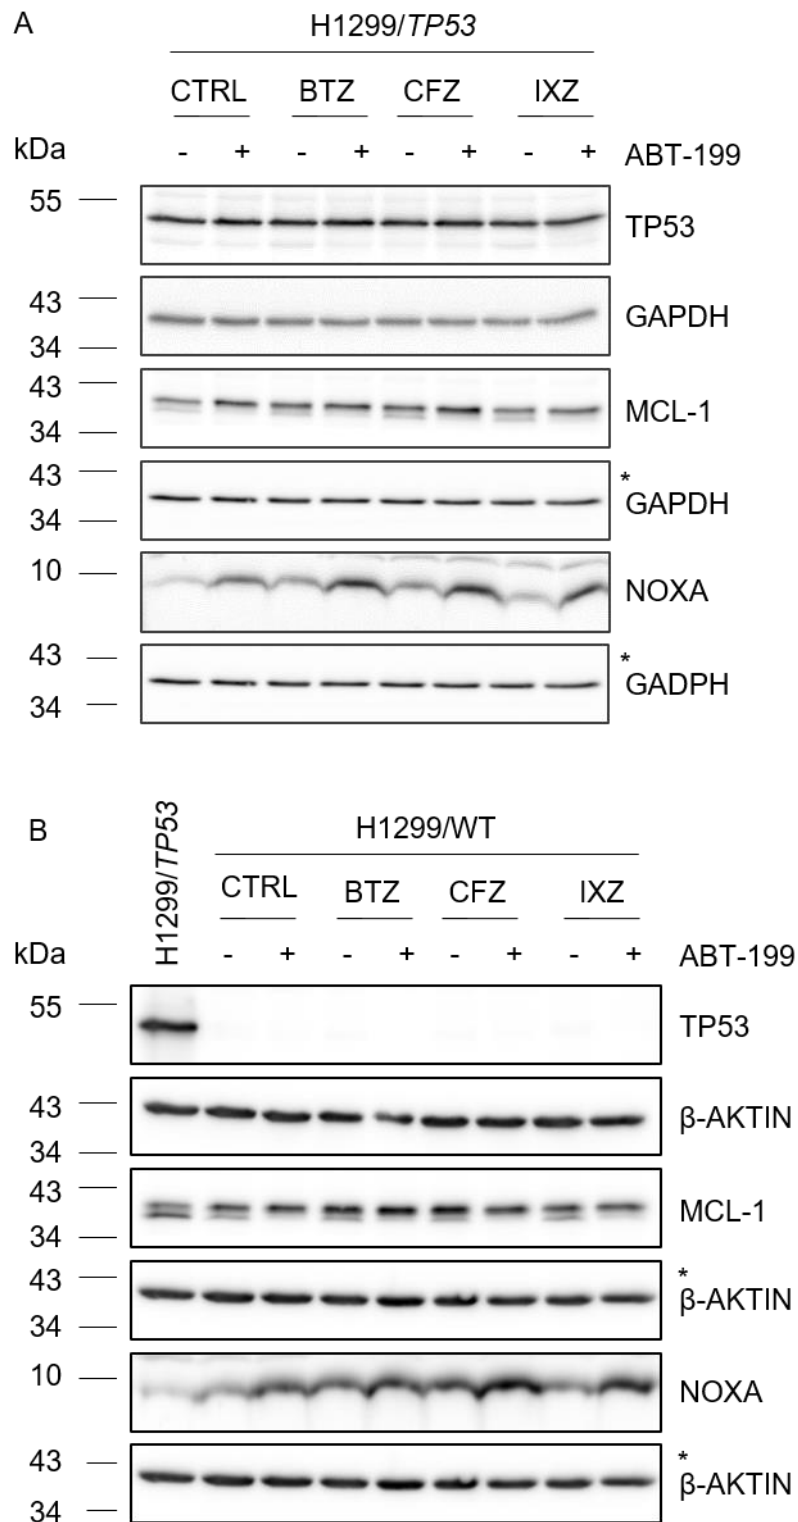 A
H1299/TP53
CTRL BTZ CFZ IXZ
kDa - + - + - + - + ABT-199
55 TP53
43 GAPDH
34
43 MCL-1
34
43 *
GAPDH
34
10 NOXA
43 *
GADPH
34
B
H1299/TP53
H1299/WT
CTRL BTZ CFZ IXZ
kDa - + - + - + - + ABT-199
55 TP53
43 β-AKTIN
34
43 MCL-1
34
43 *
β-AKTIN
34
10 NOXA
43 *
β-AKTIN
34